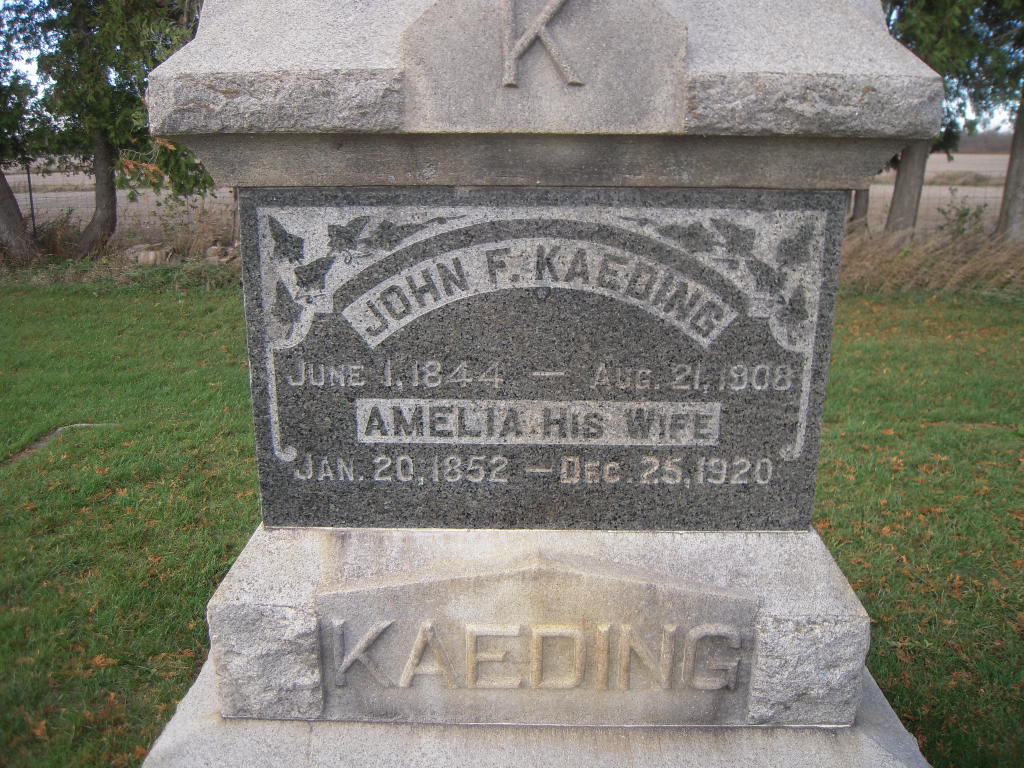 K
JOHN F. KAEDING
JUNE 1, 1844 — AUG. 21, 1908
AMELIA HIS WIFE
JAN. 20, 1852 — DEC. 25, 1920
KAEDING